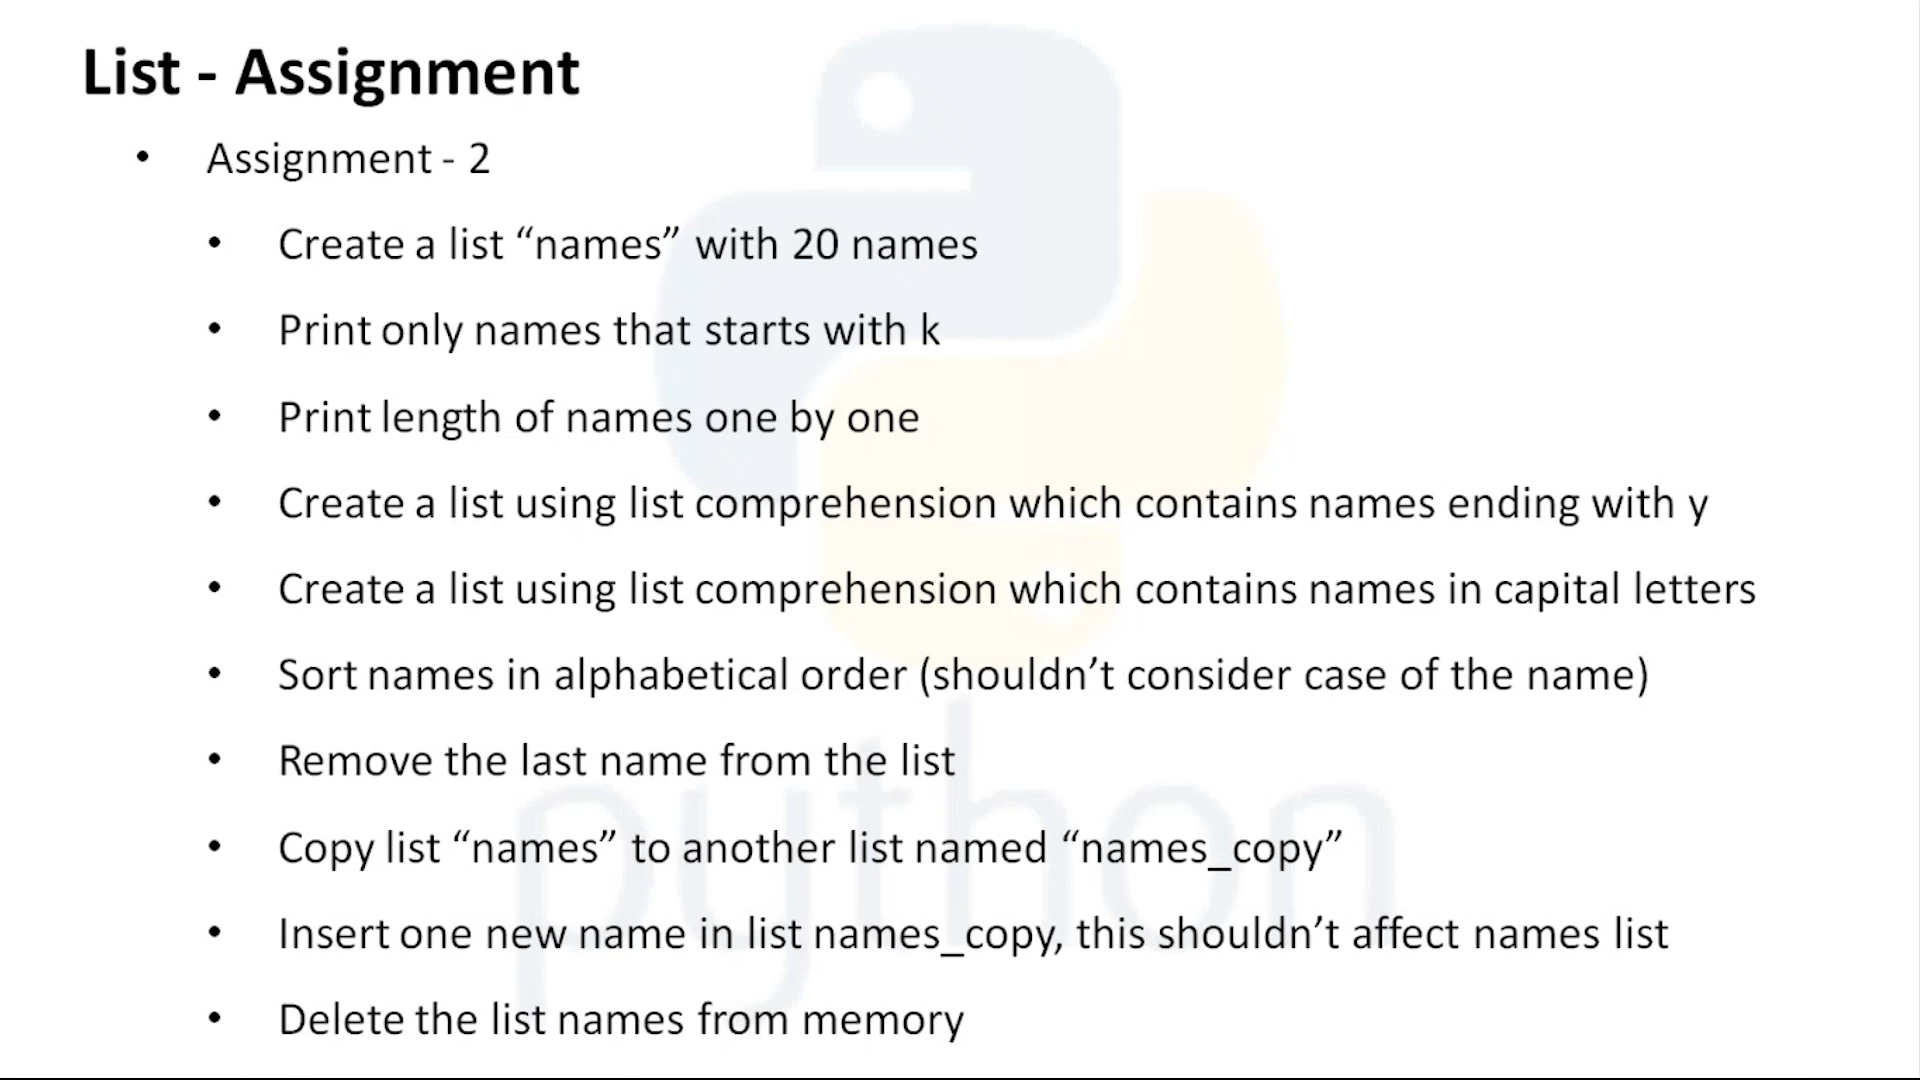 List - Assignment
• Assignment - 2
• Create a list “names” with 20 names
• Print only names that starts with k
• Print length of names one by one
• Create a list using list comprehension which contains names ending with y
• Create a list using list comprehension which contains names in capital letters
• Sort names in alphabetical order (shouldn’t consider case of the name)
• Remove the last name from the list
• Copy list “names” to another list named “names_copy”
• Insert one new name in list names_copy, this shouldn’t affect names list
• Delete the list names from memory
python